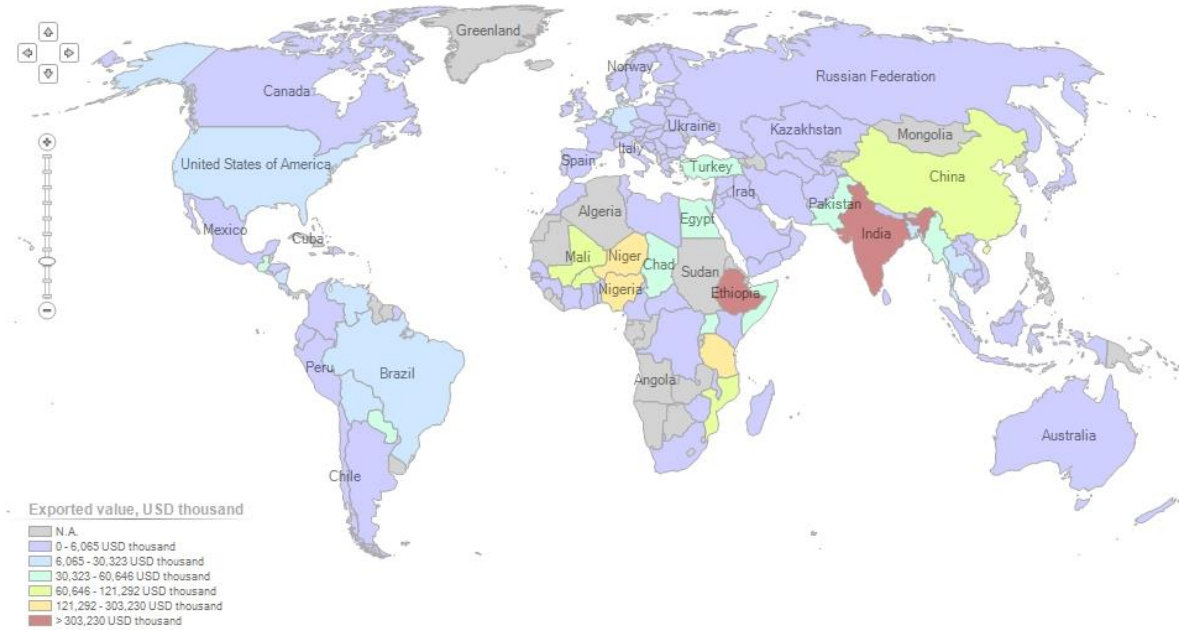 Greenland
Norway
Russian Federation
Canada
Ukraine
Kazakhstan
Mongolia
Italy
Spain
United States of America
Turkey
China
Iraq
Pakistan
Algeria
Egypt
Mexico
Cuba
India
Mali
Niger
Chad
Sudan
Nigeria
Ethiopia
Peru
Brazil
Angola
Australia
Chile
Exported value, USD thousand
N.A.
0 - 6,065 USD thousand
6,065 - 30,323 USD thousand
30,323 - 60,646 USD thousand
60,646 - 121,292 USD thousand
121,292 - 303,230 USD thousand
> 303,230 USD thousand